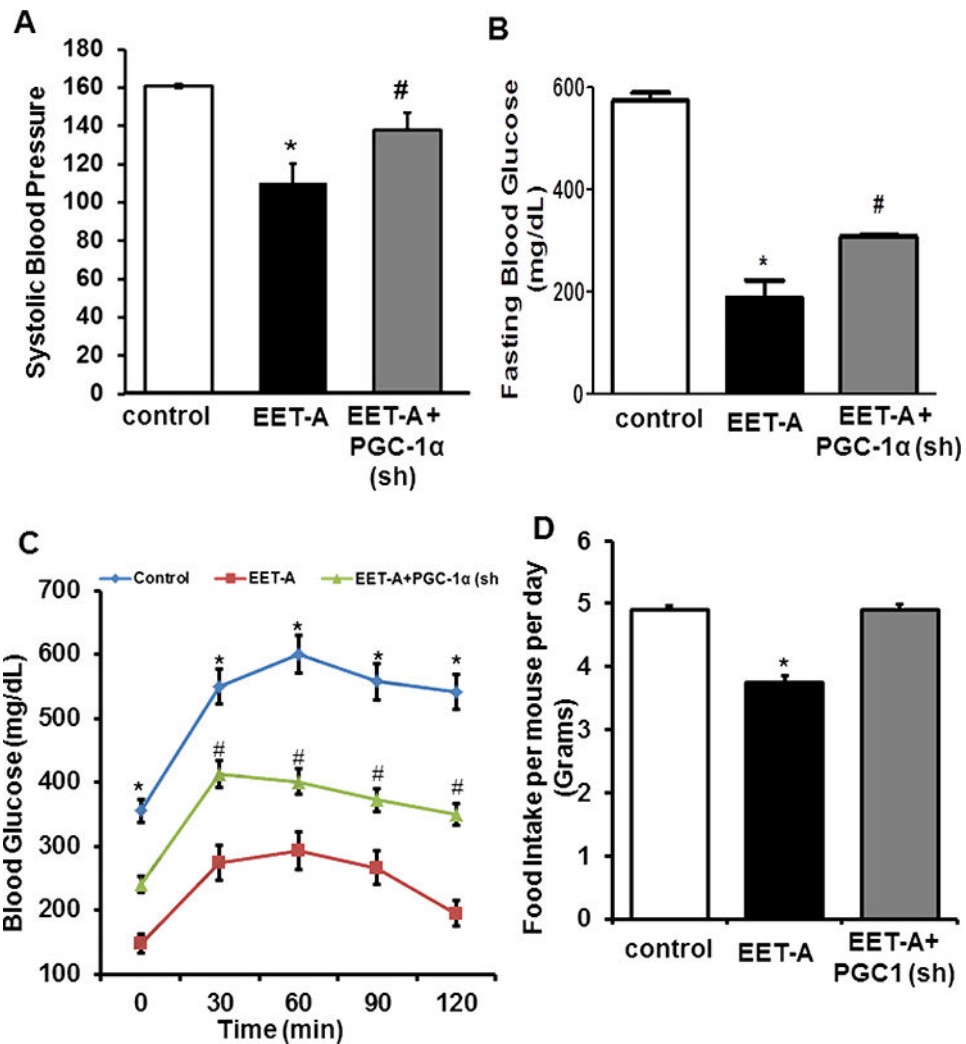 A
Systolic Blood Pressure
180
160
140
120
100
80
60
40
20
0
*
#
control
EET-A
EET-A+
PGC-1α
(sh)
B
Fasting Blood Glucose
(mg/dL)
600
400
200
0
*
#
control
EET-A
EET-A+
PGC-1α (sh)
C
Control
EET-A
EET-A+PGC-1α (sh
Blood Glucose (mg/dL)
700
600
500
400
300
200
100
* * * * *
# # # #
0 30 60 90 120
Time (min)
D
Food Intake per mouse per day
(Grams)
6
5
4
3
2
1
0
*
control
EET-A
EET-A+
PGC1 (sh)